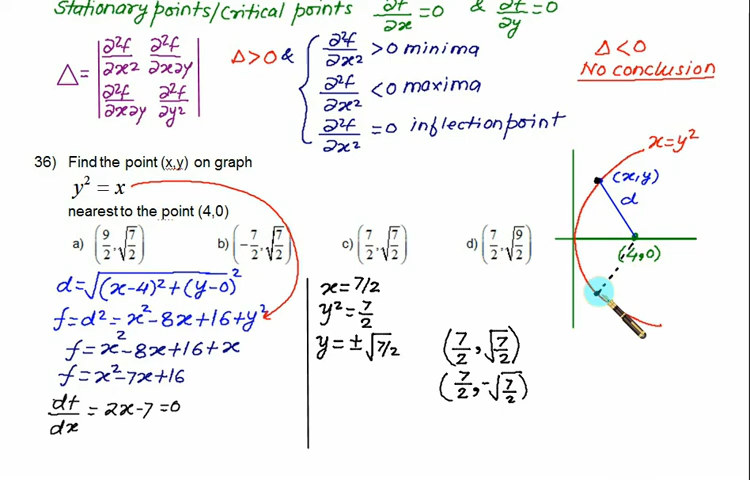 Stationary points/Critical points ∂f/∂x = 0 & ∂f/∂y = 0
Δ = | ∂²f/∂x² ∂²f/∂x∂y |
| ∂²f/∂x∂y ∂²f/∂y² |
Δ > 0 & { ∂²f/∂x² > 0 minima
∂²f/∂x² < 0 maxima
∂²f/∂x² = 0 inflection point
Δ < 0
No conclusion
36) Find the point (x,y) on graph
y² = x
nearest to the point (4,0)
a) (9/2, √(7/2)) b) (-7/2, √(7/2)) c) (7/2, √(7/2)) d) (7/2, √(9/2))
d = √((x-4)² + (y-0)²)
f = d² = x² - 8x + 16 + y²
f = x² - 8x + 16 + x
f = x² - 7x + 16
df/dx = 2x - 7 = 0
x = 7/2
y² = 7/2
y = ± √7/2
(7/2, √(7/2))
(7/2, -√(7/2))
x = y²
(x,y)
d
(4,0)